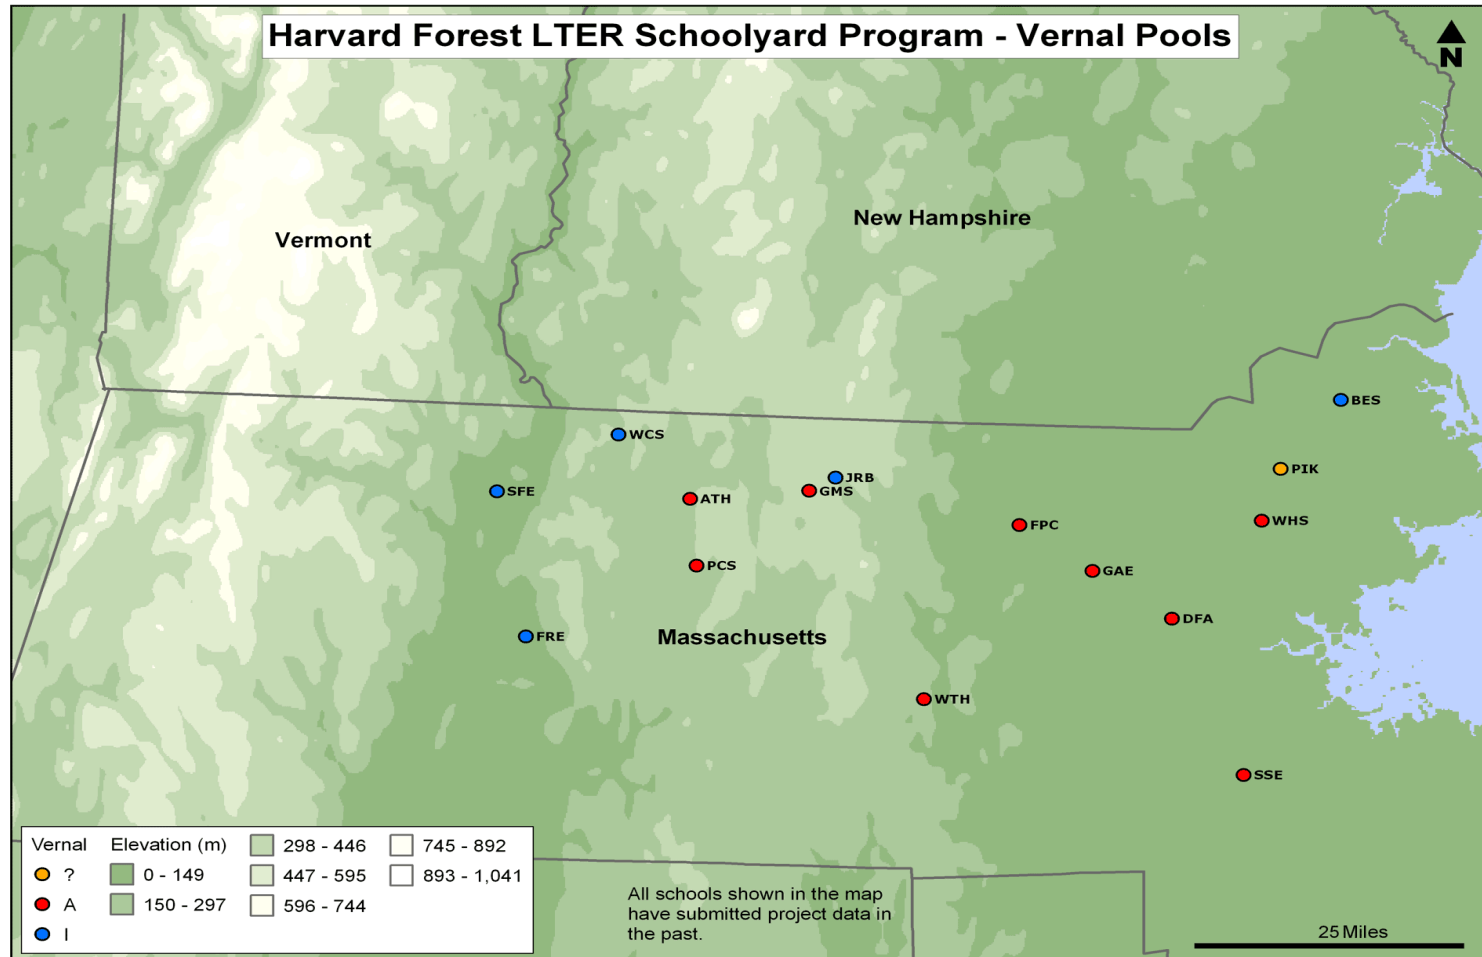 Harvard Forest LTER Schoolyard Program - Vernal Pools
N
New Hampshire
Vermont
BES
WCS
PIK
JRB
SFE
GMS
ATH
WHS
FPC
PCS
GAE
DFA
FRE
Massachusetts
WTH
SSE
Vernal
?
A
I
Elevation (m)
0 - 149
150 - 297
298 - 446
447 - 595
596 - 744
745 - 892
893 - 1,041
All schools shown in the map
have submitted project data in
the past.
25 Miles